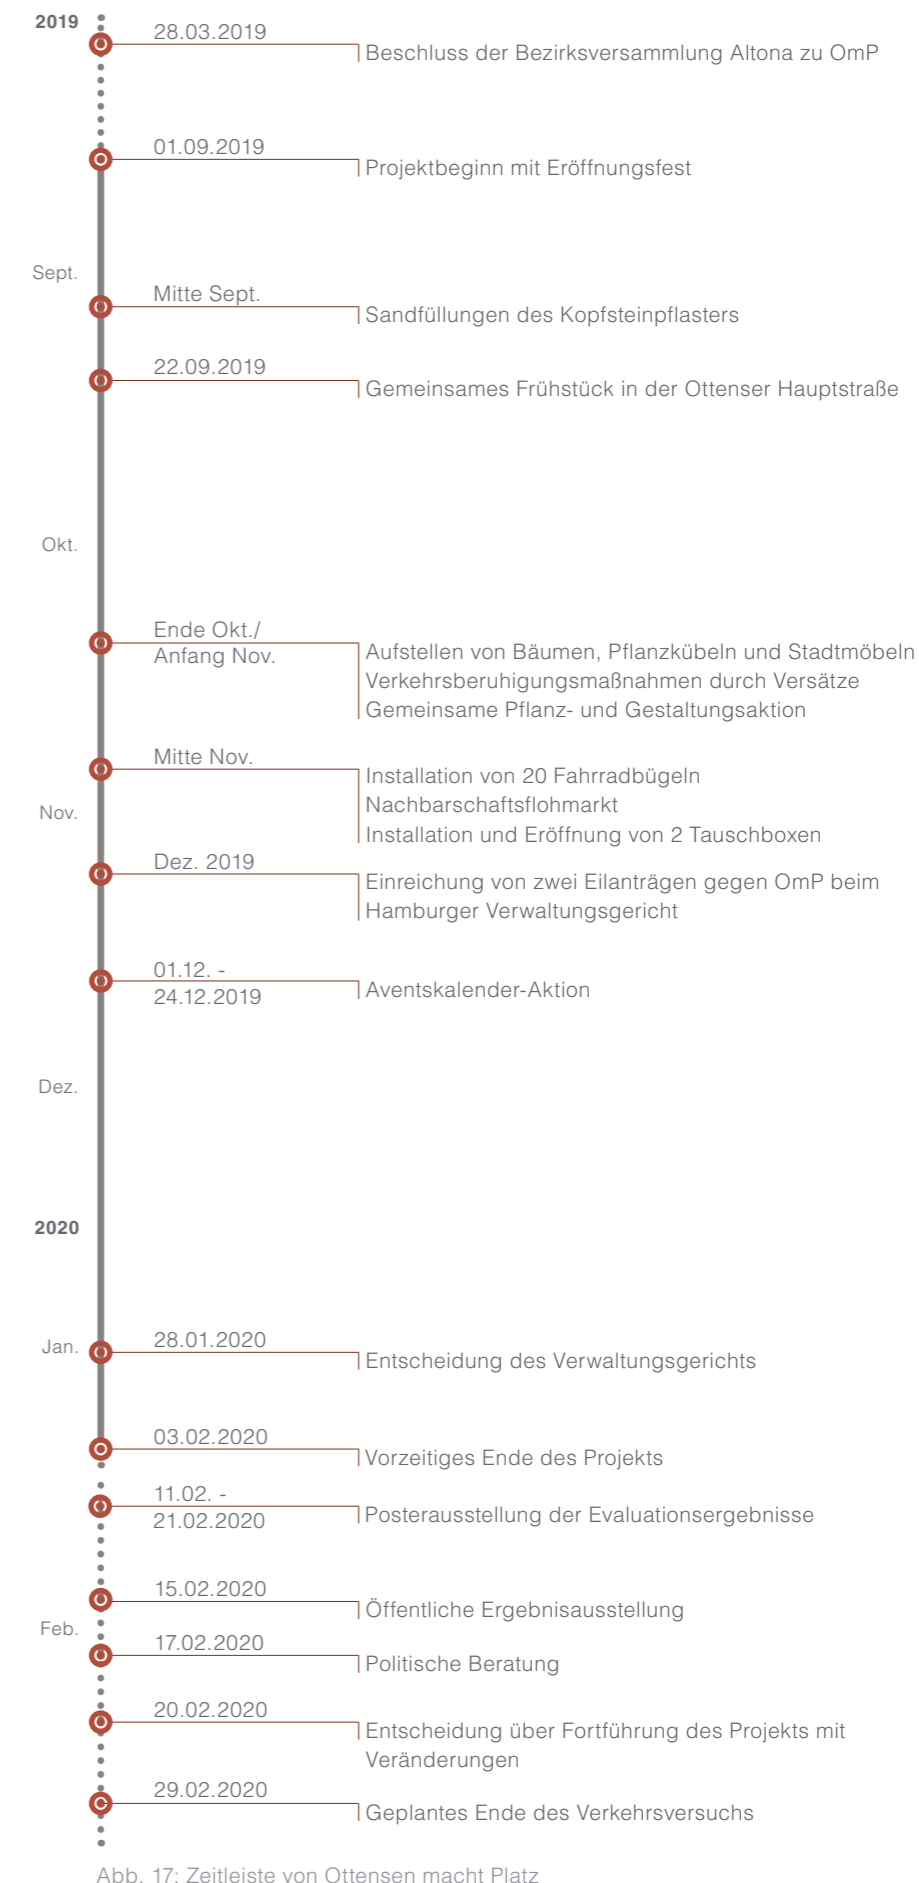 2019
28.03.2019
Beschluss der Bezirksversammlung Altona zu OmP
01.09.2019
Projektbeginn mit Eröffnungsfest
Sept.
Mitte Sept.
Sandfüllungen des Kopfsteinpflasters
22.09.2019
Gemeinsames Frühstück in der Ottenser Hauptstraße
Okt.
Ende Okt./
Anfang Nov.
Aufstellen von Bäumen, Pflanzkübeln und Stadtmöbeln
Verkehrsberuhigungsmaßnahmen durch Versätze
Gemeinsame Pflanz- und Gestaltungsaktion
Mitte Nov.
Installation von 20 Fahrradbügeln
Nachbarschaftsflohmarkt
Installation und Eröffnung von 2 Tauschboxen
Nov.
Dez. 2019
Einreichung von zwei Eilanträgen gegen OmP beim
Hamburger Verwaltungsgericht
01.12. -
24.12.2019
Aventskalender-Aktion
Dez.
2020
Jan.
28.01.2020
Entscheidung des Verwaltungsgerichts
03.02.2020
Vorzeitiges Ende des Projekts
11.02. -
21.02.2020
Posterausstellung der Evaluationsergebnisse
15.02.2020
Öffentliche Ergebnisausstellung
Feb.
17.02.2020
Politische Beratung
20.02.2020
Entscheidung über Fortführung des Projekts mit
Veränderungen
29.02.2020
Geplantes Ende des Verkehrsversuchs
Abb. 17: Zeitleiste von Ottensen macht Platz